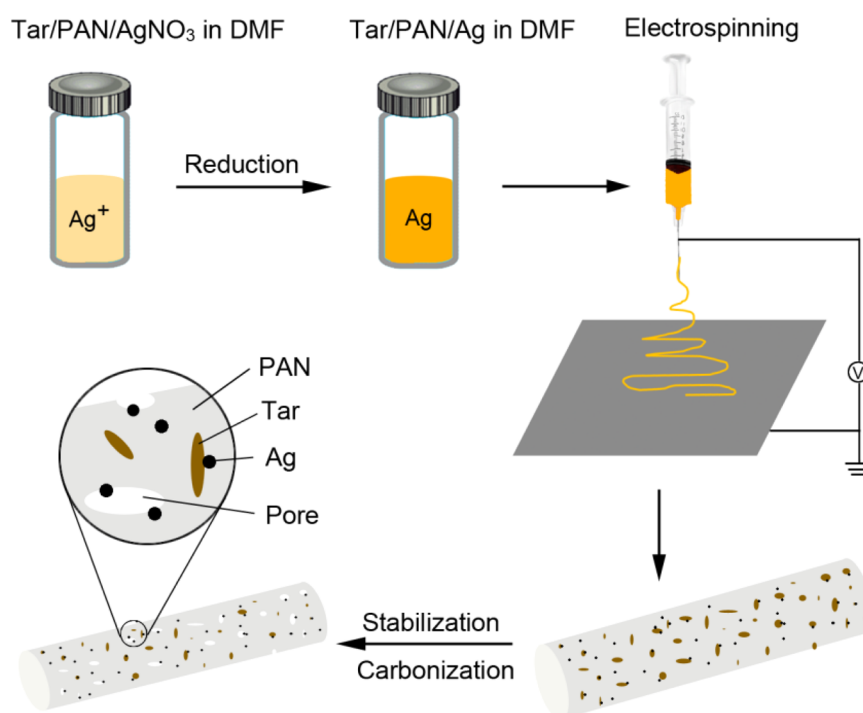 Tar/PAN/AgNO₃ in DMF
Tar/PAN/Ag in DMF
Electrospinning
Reduction
Ag⁺
Ag
V
PAN
Tar
Ag
Pore
Stabilization
Carbonization